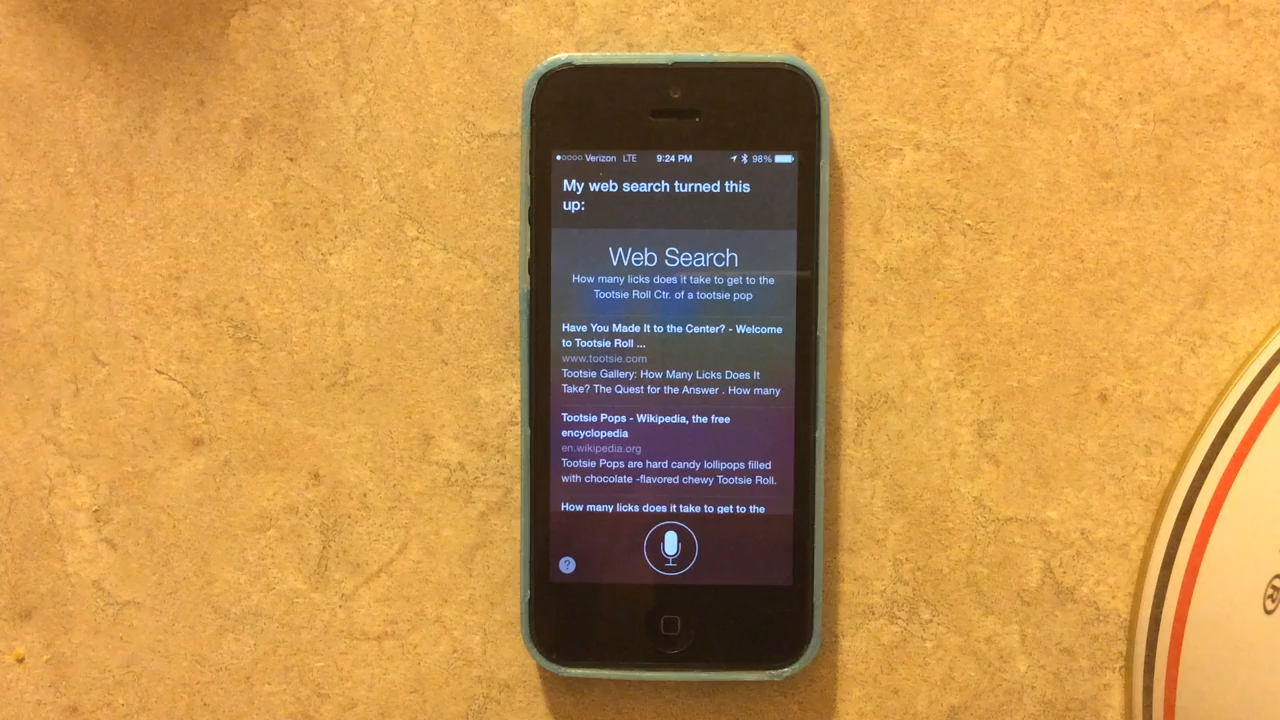 Verizon LTE 9:24 PM 98%
My web search turned this
up:
Web Search
How many licks does it take to get to the
Tootsie Roll Ctr. of a tootsie pop
Have You Made It to the Center? - Welcome
to Tootsie Roll ...
www.tootsie.com
Tootsie Gallery: How Many Licks Does It
Take? The Quest for the Answer . How many
Tootsie Pops - Wikipedia, the free
encyclopedia
en.wikipedia.org
Tootsie Pops are hard candy lollipops filled
with chocolate -flavored chewy Tootsie Roll.
How many licks does it take to get to the
?
®